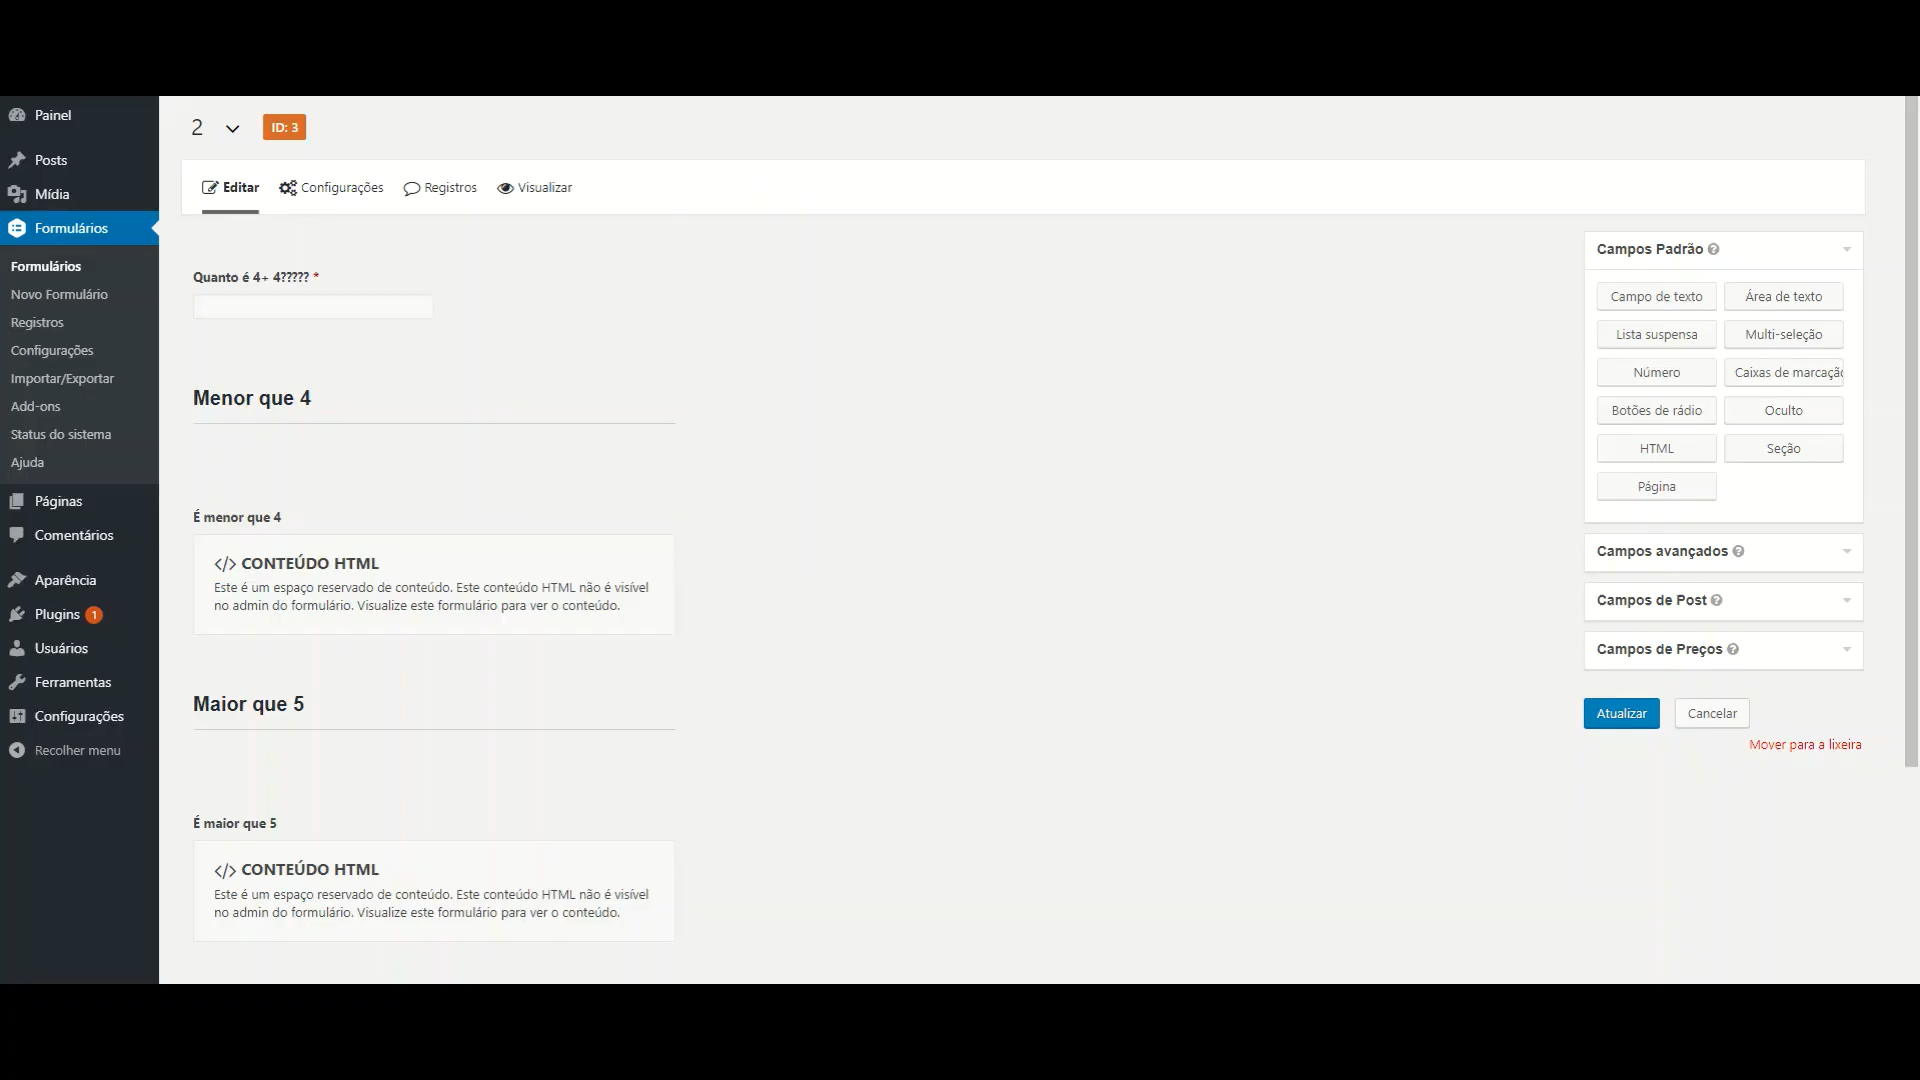 Painel
Posts
Mídia
Formulários
Formulários
Novo Formulário
Registros
Configurações
Importar/Exportar
Add-ons
Status do sistema
Ajuda
Páginas
Comentários
Aparência
Plugins 1
Usuários
Ferramentas
Configurações
Recolher menu
2 ID: 3
Editar Configurações Registros Visualizar
Quanto é 4+ 4????? *
Menor que 4
É menor que 4
</> CONTEÚDO HTML
Este é um espaço reservado de conteúdo. Este conteúdo HTML não é visível
no admin do formulário. Visualize este formulário para ver o conteúdo.
Maior que 5
É maior que 5
</> CONTEÚDO HTML
Este é um espaço reservado de conteúdo. Este conteúdo HTML não é visível
no admin do formulário. Visualize este formulário para ver o conteúdo.
Campos Padrão ?
Campo de texto Área de texto
Lista suspensa Multi-seleção
Número Caixas de marcação
Botões de rádio Oculto
HTML Seção
Página
Campos avançados ?
Campos de Post ?
Campos de Preços ?
Atualizar Cancelar
Mover para a lixeira